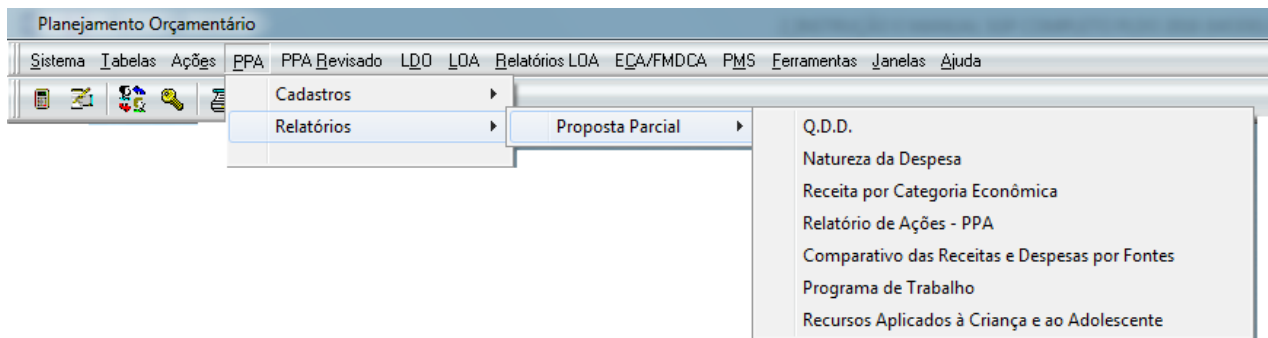 Planejamento Orçamentário
Sistema Tabelas Ações PPA PPA Revisado LDO LOA Relatórios LOA ECA/FMDCA PMS Ferramentas Janelas Ajuda
Cadastros
Relatórios
Proposta Parcial
Q.D.D.
Natureza da Despesa
Receita por Categoria Econômica
Relatório de Ações - PPA
Comparativo das Receitas e Despesas por Fontes
Programa de Trabalho
Recursos Aplicados à Criança e ao Adolescente